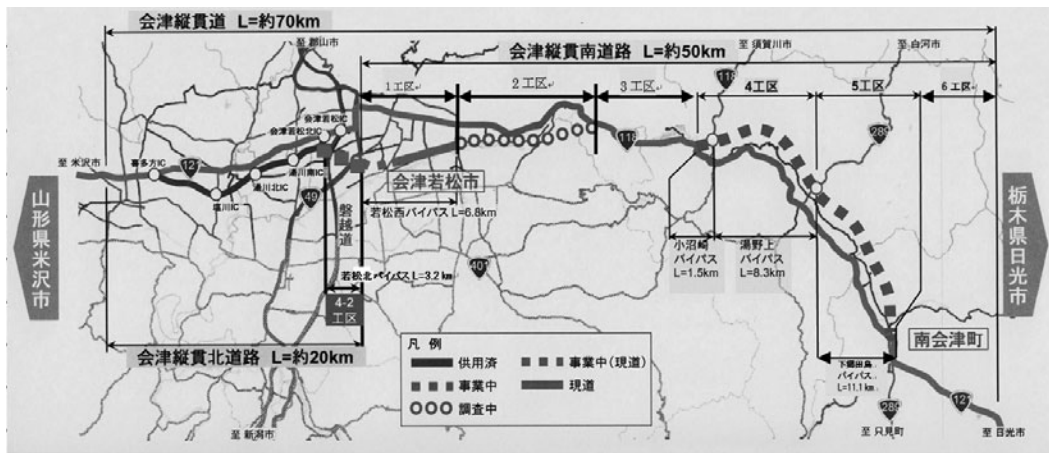 会津縦貫道 L=約70km
会津縦貫南道路 L=約50km
至 郡山市
至 須賀川市
至 白河市
118
1工区
2工区
3工区
4工区
5工区
6工区
289
会津若松IC
会津若松北IC
118
至 米沢市
喜多方IC
121
湯川南IC
湯川北IC
塩川IC
49
磐越道
会津若松市
山形県米沢市
栃木県日光市
若松西バイパス L=6.8km
小沼崎
バイパス
L=1.5km
湯野上
バイパス
L=8.3km
401
若松北バイパス L=3.2km
4-2
工区
会津縦貫北道路 L=約20km
凡 例
供用済
事業中(現道)
事業中
現道
調査中
南会津町
下郷田島
バイパス
L=11.1km
121
289
至 新潟市
至 只見町
至 日光市